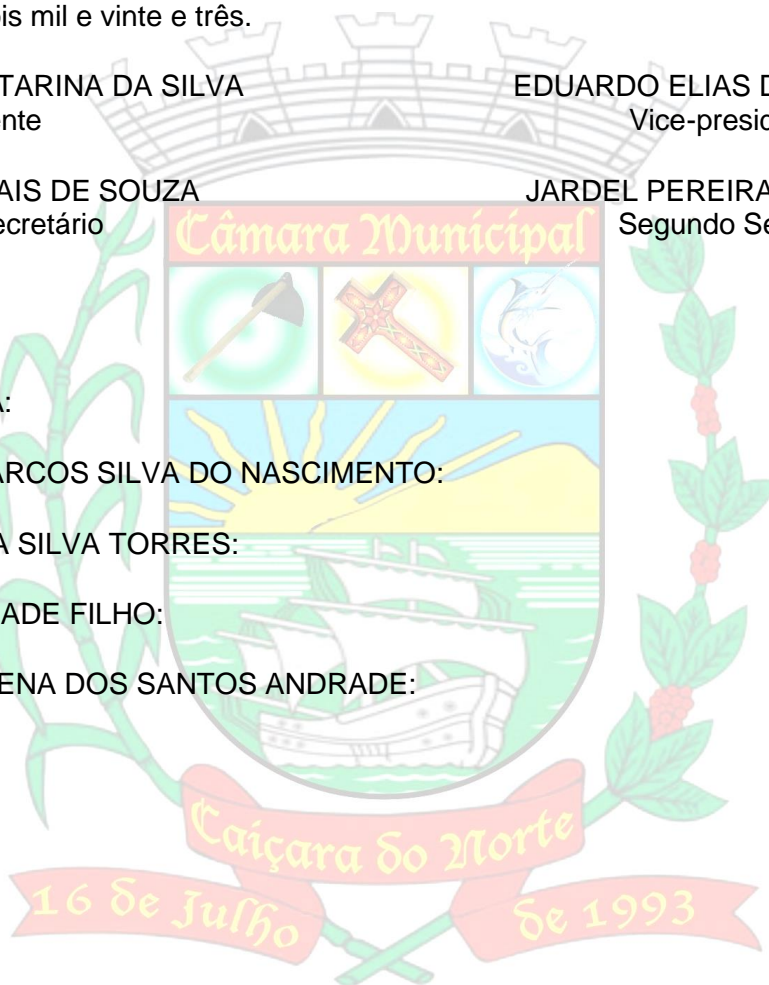 is mil e vinte e três.
TARINA DA SILVA
EDUARDO ELIAS D
nte
Vice-presid
AIS DE SOUZA
JARDEL PEREIRA
ecretário
Segundo Se
Câmara Municipal
A:
ARCOS SILVA DO NASCIMENTO:
A SILVA TORRES:
ADE FILHO:
ENA DOS SANTOS ANDRADE:
Caiçara do Norte
16 de Julho de 1993